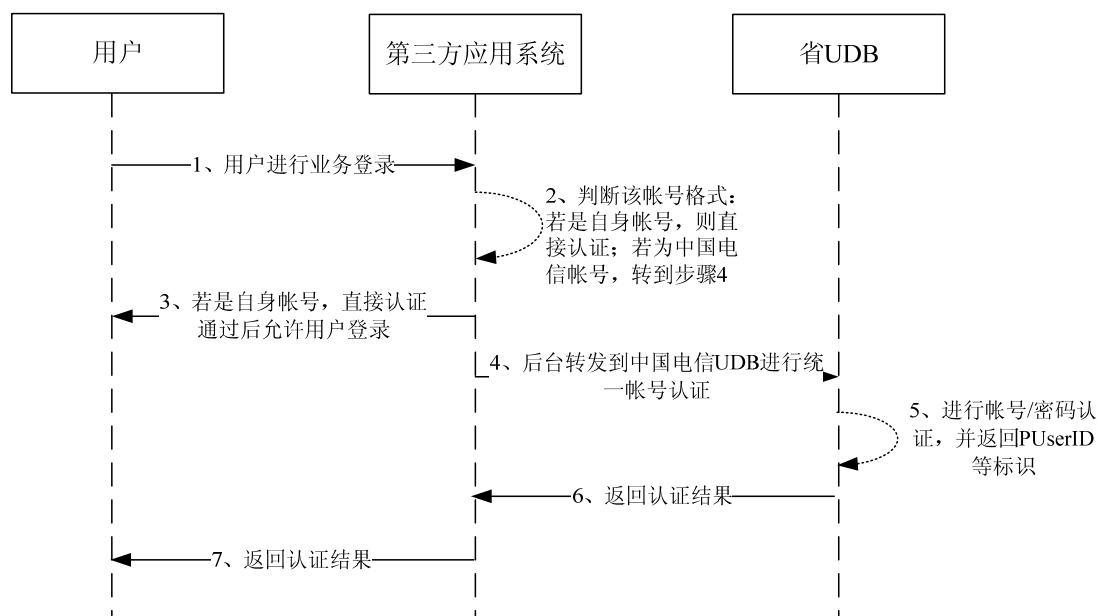 用户
第三方应用系统
省UDB
1、用户进行业务登录
2、判断该帐号格式：
若是自身帐号，则直
接认证；若为中国电
信帐号，转到步骤4
3、若是自身帐号，直接认证
通过后允许用户登录
4、后台转发到中国电信UDB进行统
一帐号认证
5、进行帐号/密码认
证，并返回PUserID
等标识
6、返回认证结果
7、返回认证结果